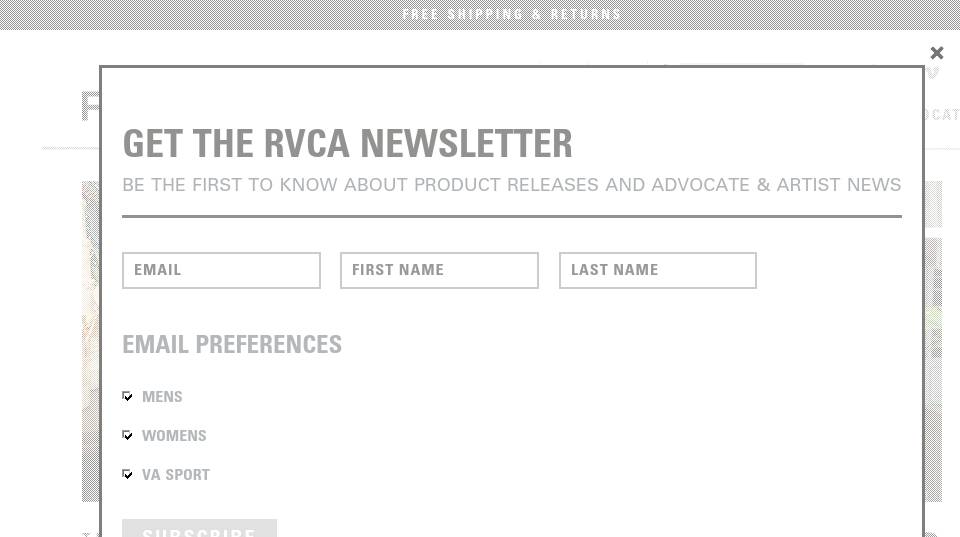 FREE SHIPPING & RETURNS
GET THE RVCA NEWSLETTER
BE THE FIRST TO KNOW ABOUT PRODUCT RELEASES AND ADVOCATE & ARTIST NEWS
EMAIL FIRST NAME LAST NAME
EMAIL PREFERENCES
MENS
WOMENS
VA SPORT
SUBSCRIBE